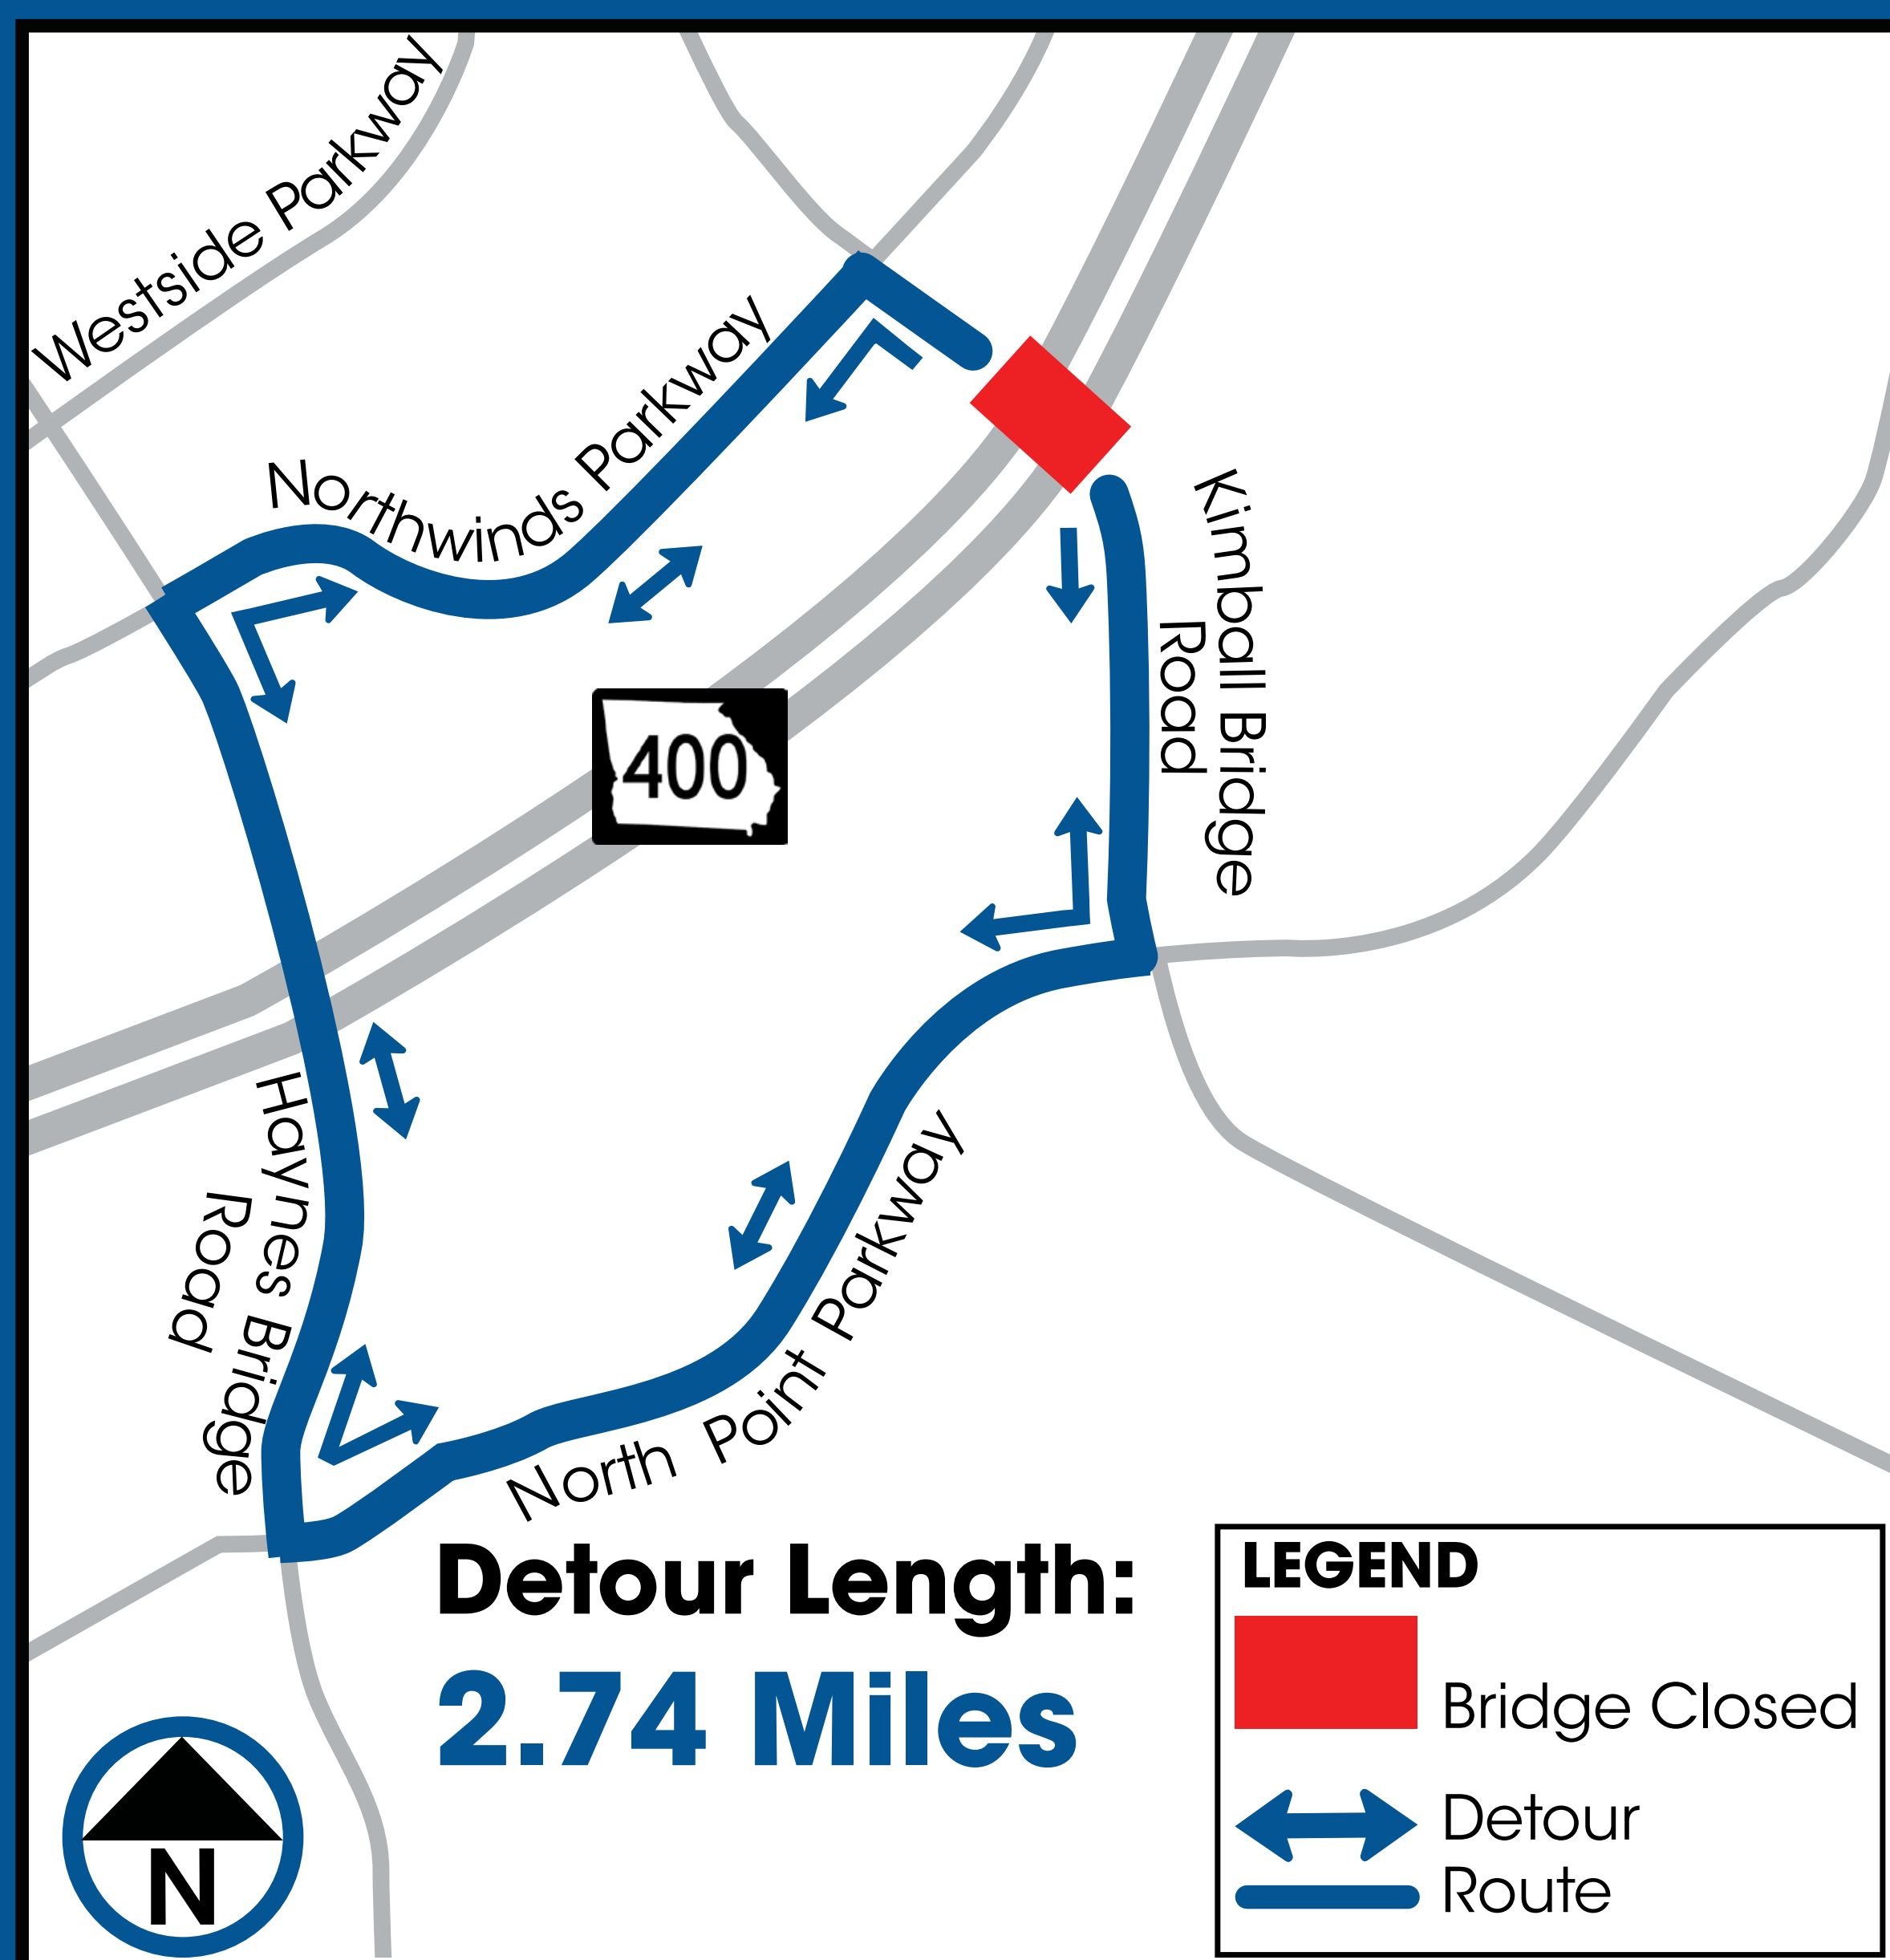 Westside Parkway
Northwinds Parkway
Kimball Bridge
Road
400
Haynes Bridge
Road
North Point Parkway
Detour Length:
2.74 Miles
LEGEND
Bridge Closed
Detour
Route
N